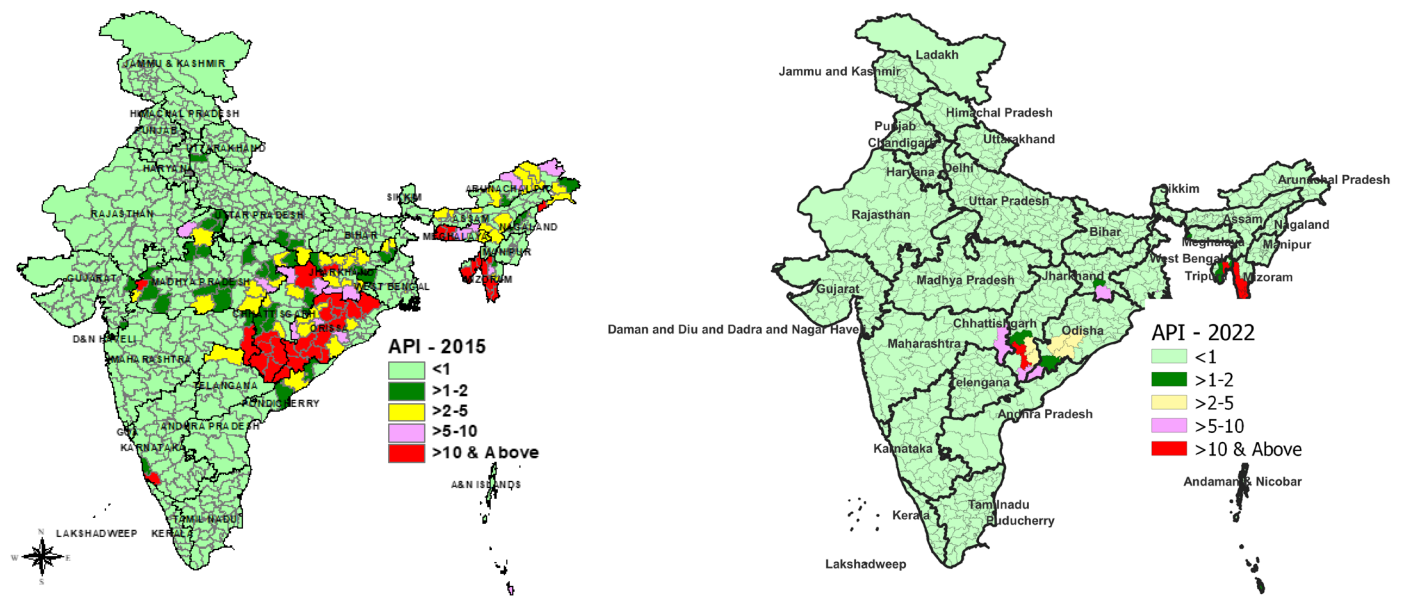 JAMMU & KASHMIR
HIMACHAL PRADESH
PUNJAB
UTTARAKHAND
HARYANA
RAJASTHAN
UTTAR PRADESH
SIKKIM
ARUNACHAL P
ASSAM
NAGALAND
MEGHALAYA
BIHAR
MANIPUR
GUJARAT
MADHYA PRADESH
JHARKHAND
MIZORAM
WEST BENGAL
CHHATTISGARH
ORISSA
D&N HAVELI
MAHARASHTRA
TELANGANA
PONDICHERRY
ANDHRA PRADESH
GOA
KARNATAKA
A&N ISLANDS
TAMIL NADU
LAKSHADWEEP
KERALA
N
W
E
S
API - 2015
<1
>1-2
>2-5
>5-10
>10 & Above
Ladakh
Jammu and Kashmir
Himachal Pradesh
Punjab
Chandigarh
Uttarakhand
Haryana
Delhi
Sikkim
Arunachal Pradesh
Rajasthan
Uttar Pradesh
Assam
Nagaland
Bihar
Meghalaya
Manipur
West Bengal
Madhya Pradesh
Jharkhand
Tripura
Mizoram
Gujarat
Chhattishgarh
Odisha
Daman and Diu and Dadra and Nagar Haveli
Maharashtra
Telengana
Andhra Pradesh
Karnataka
Andaman & Nicobar
Tamilnadu
Kerala
Puducherry
Lakshadweep
API - 2022
<1
>1-2
>2-5
>5-10
>10 & Above